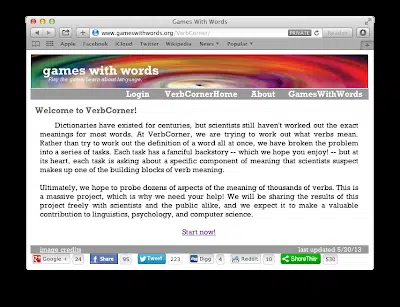 Games With Words
www.gameswithwords.org/VerbCorner/
PRIVATE
Reader
Apple Facebook iCloud Twitter Wikipedia News Popular
games with words
Play the game; learn about language.
Login VerbCornerHome About GamesWithWords
Welcome to VerbCorner!
Dictionaries have existed for centuries, but scientists still haven't worked out the exact
meanings for most words. At VerbCorner, we are trying to work out what verbs mean.
Rather than try to work out the definition of a word all at once, we have broken the problem
into a series of tasks. Each task has a fanciful backstory -- which we hope you enjoy! -- but at
its heart, each task is asking about a specific component of meaning that scientists suspect
makes up one of the building blocks of verb meaning.
Ultimately, we hope to probe dozens of aspects of the meaning of thousands of verbs. This is
a massive project, which is why we need your help! We will be sharing the results of this
project freely with scientists and the public alike, and we expect it to make a valuable
contribution to linguistics, psychology, and computer science.
Start now!
image credits last updated 5/20/13
Google + 24 Share 95 Tweet 223 Digg 4 Reddit 10 ShareThis 530